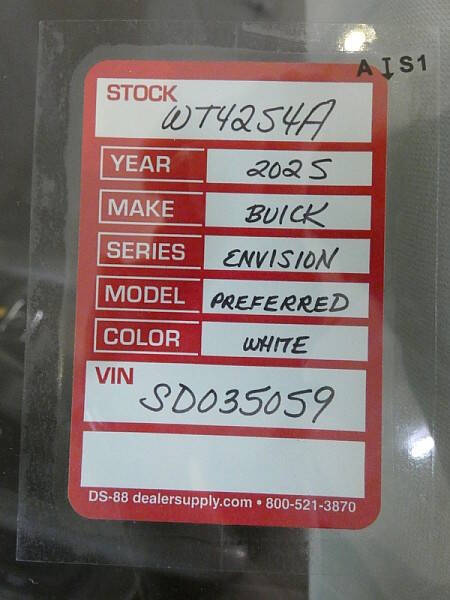 A I S1
STOCK
WT4254A
YEAR 2025
MAKE BUICK
SERIES ENVISION
MODEL PREFERRED
COLOR WHITE
VIN
SD035059
DS-88 dealersupply.com • 800-521-3870